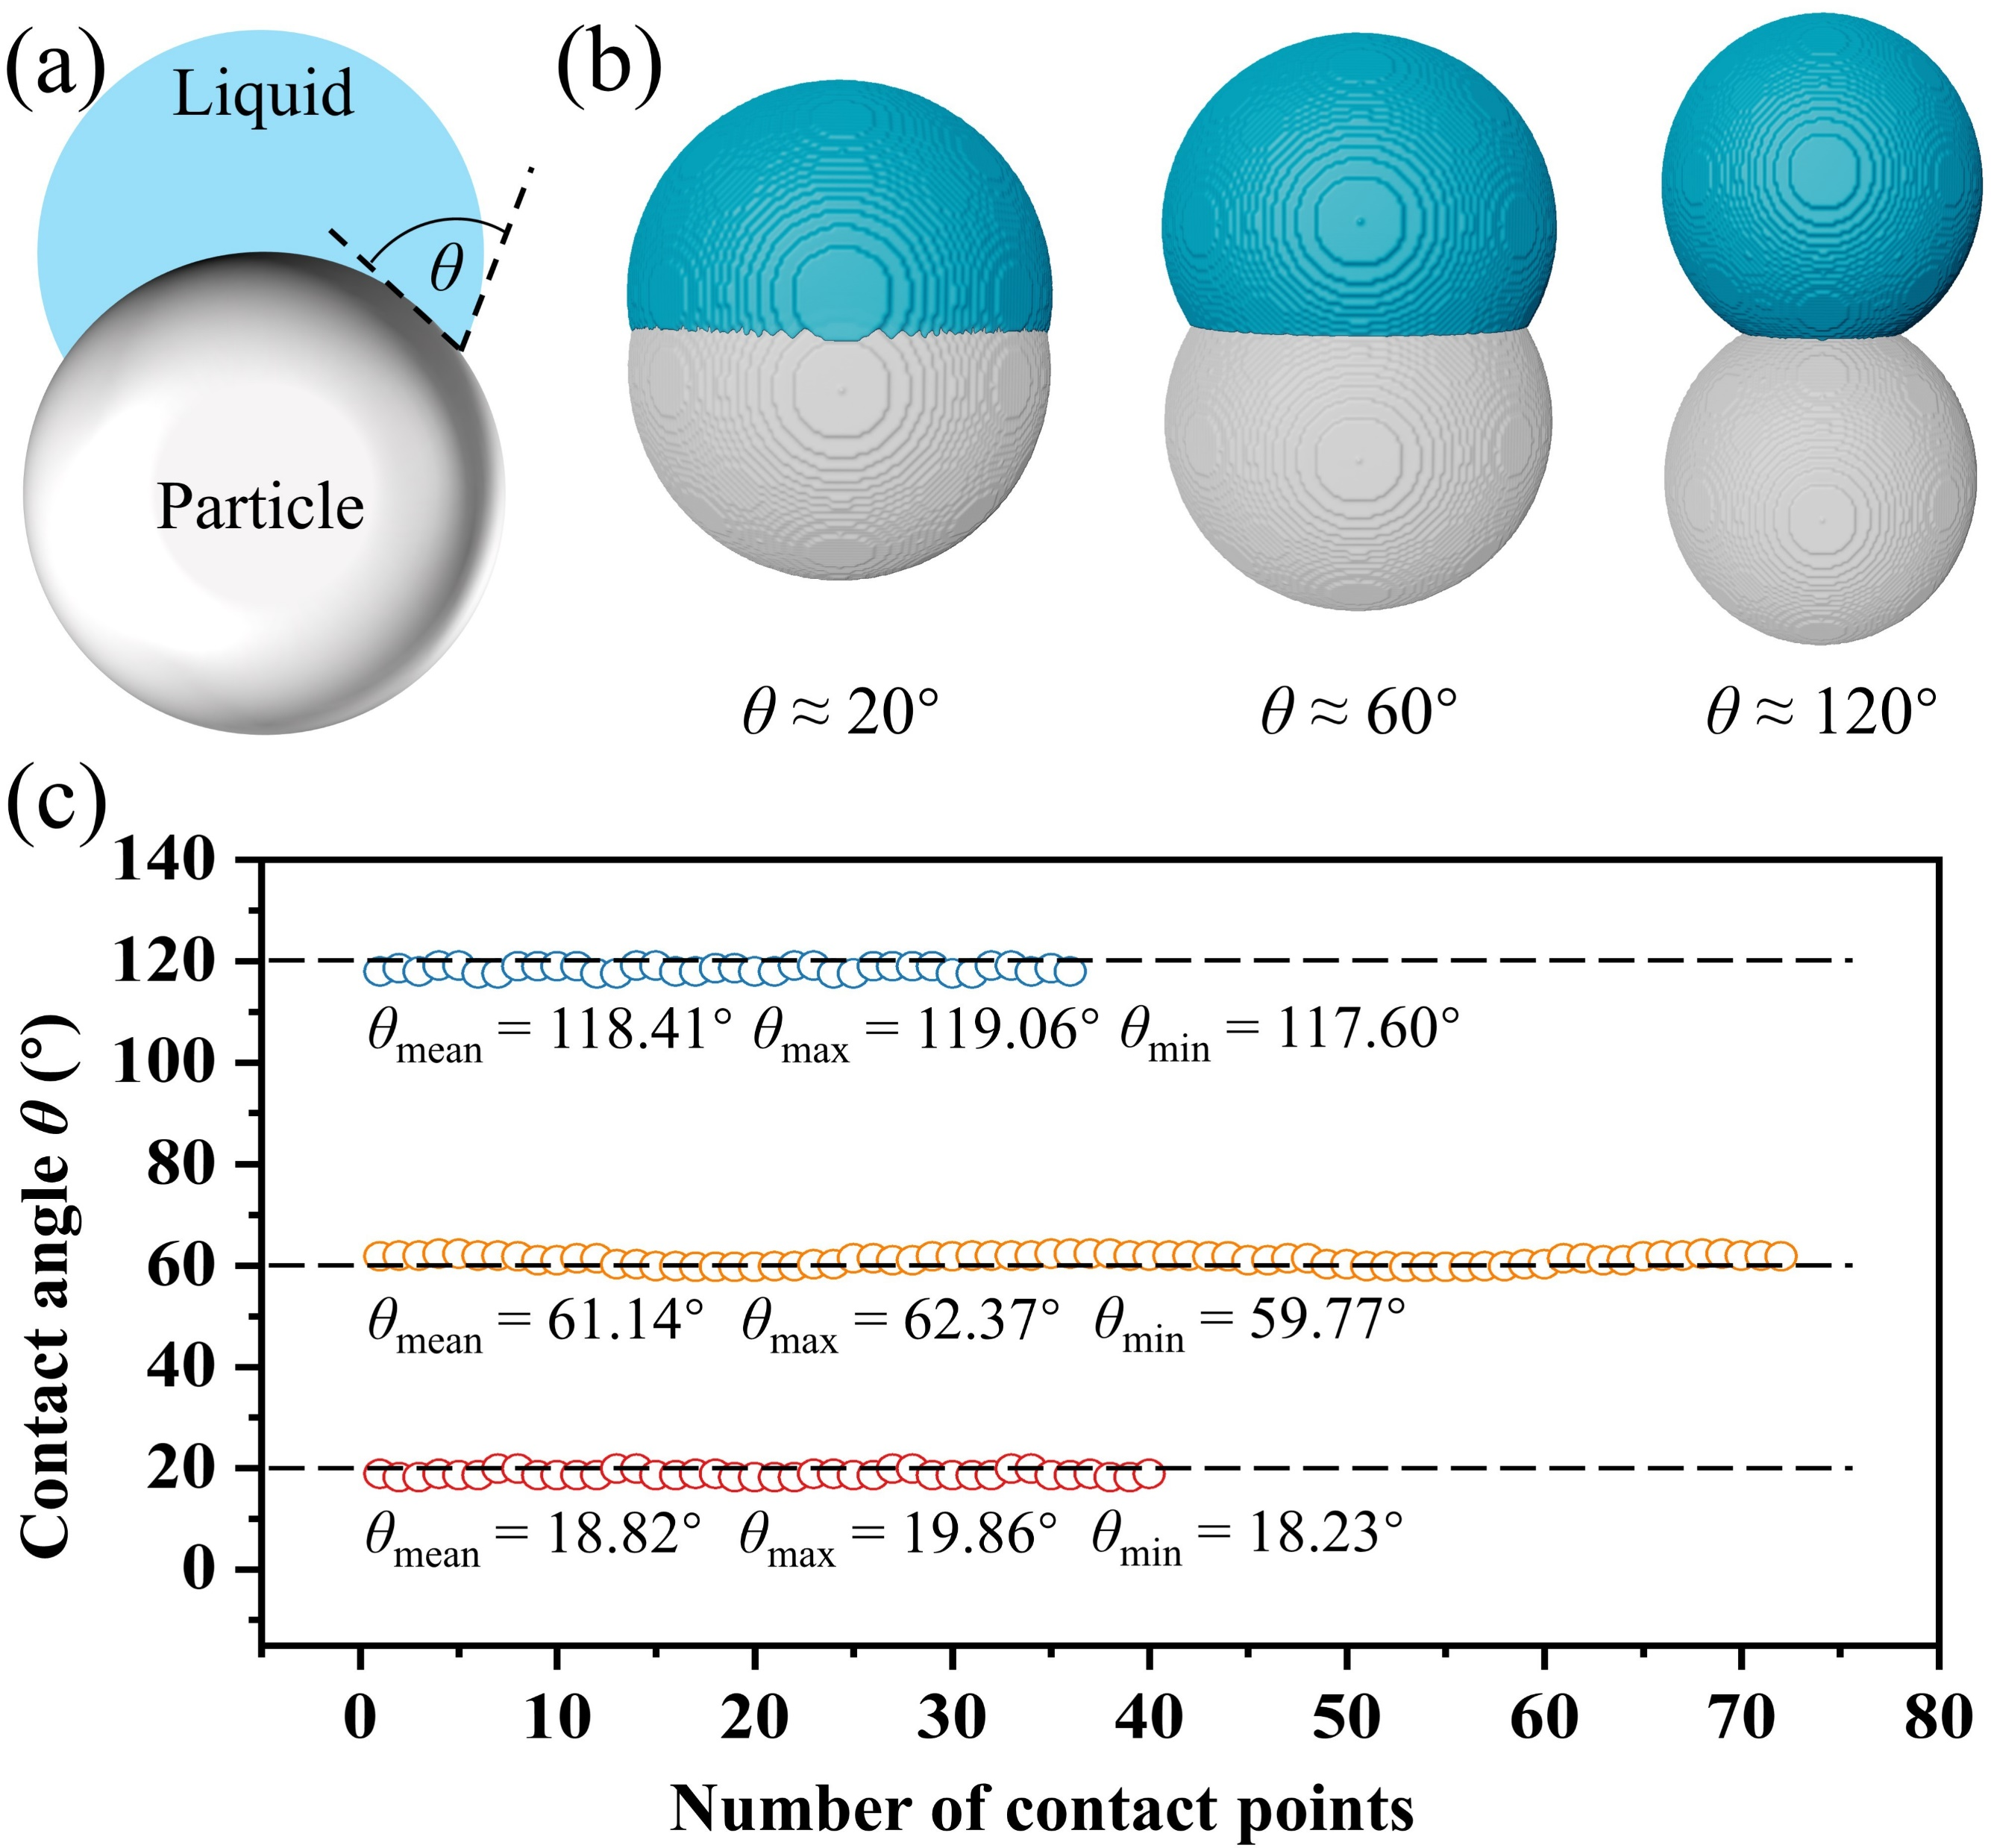 (a)
Liquid
θ
Particle
(b)
θ ≈ 20°
θ ≈ 60°
θ ≈ 120°
(c)
Contact angle θ (°)
140
120
100
80
60
40
20
0
θmean = 118.41° θmax = 119.06° θmin = 117.60°
θmean = 61.14° θmax = 62.37° θmin = 59.77°
θmean = 18.82° θmax = 19.86° θmin = 18.23°
0 10 20 30 40 50 60 70 80
Number of contact points